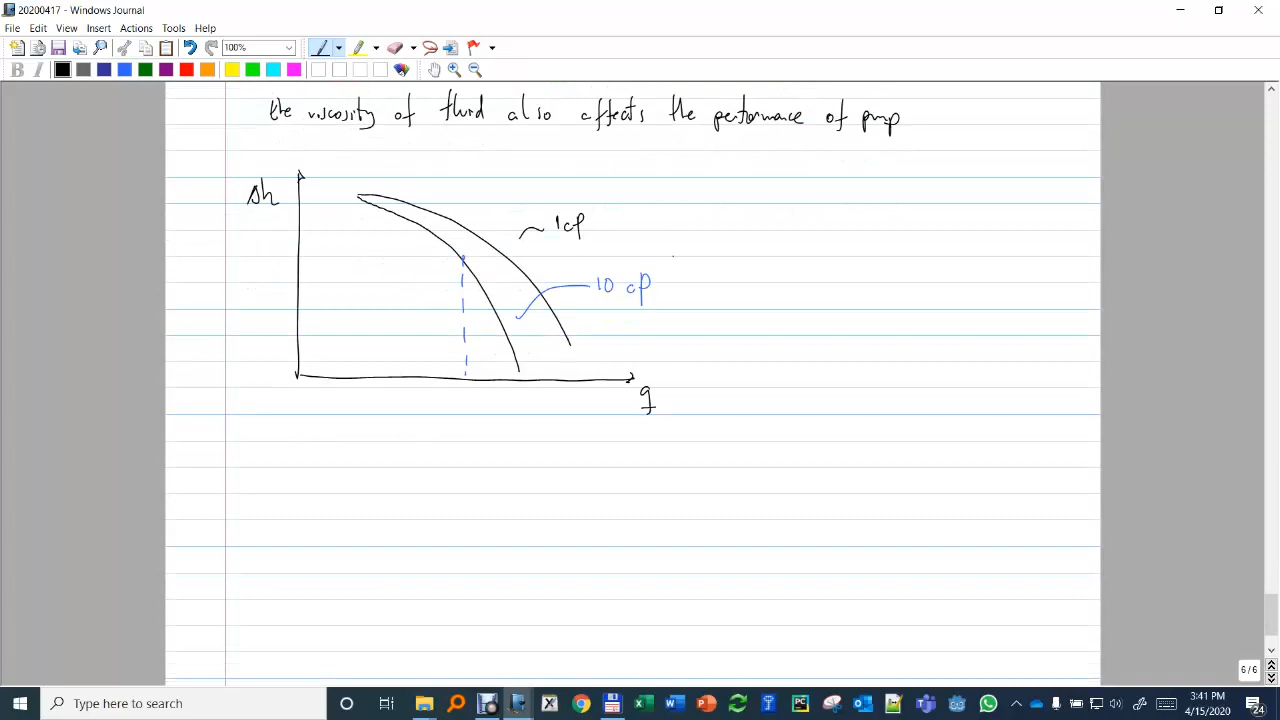 20200417 - Windows Journal
File Edit View Insert Actions Tools Help
100%
the viscosity of fluid also affects the performance of pump
Δh
~ 1cP
10 cP
q
6/6
Type here to search
3:41 PM
4/15/2020
24